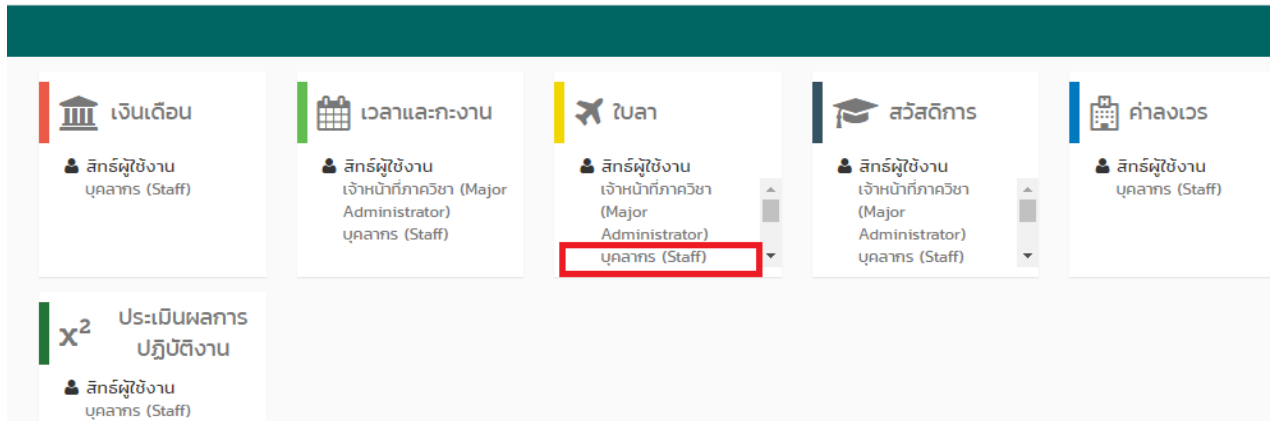 เงินเดือน
สิทธิ์ผู้ใช้งาน
บุคลากร (Staff)
เวลาและภะงาน
สิทธิ์ผู้ใช้งาน
เจ้าหน้าที่ภาควิชา (Major
Administrator)
บุคลากร (Staff)
ใบลา
สิทธิ์ผู้ใช้งาน
เจ้าหน้าที่ภาควิชา
(Major
Administrator)
บุคลากร (Staff)
สวัสดิการ
สิทธิ์ผู้ใช้งาน
เจ้าหน้าที่ภาควิชา
(Major
Administrator)
บุคลากร (Staff)
ค่าลงเวร
สิทธิ์ผู้ใช้งาน
บุคลากร (Staff)
x²
ประเมินผลการ
ปฏิบัติงาน
สิทธิ์ผู้ใช้งาน
บุคลากร (Staff)